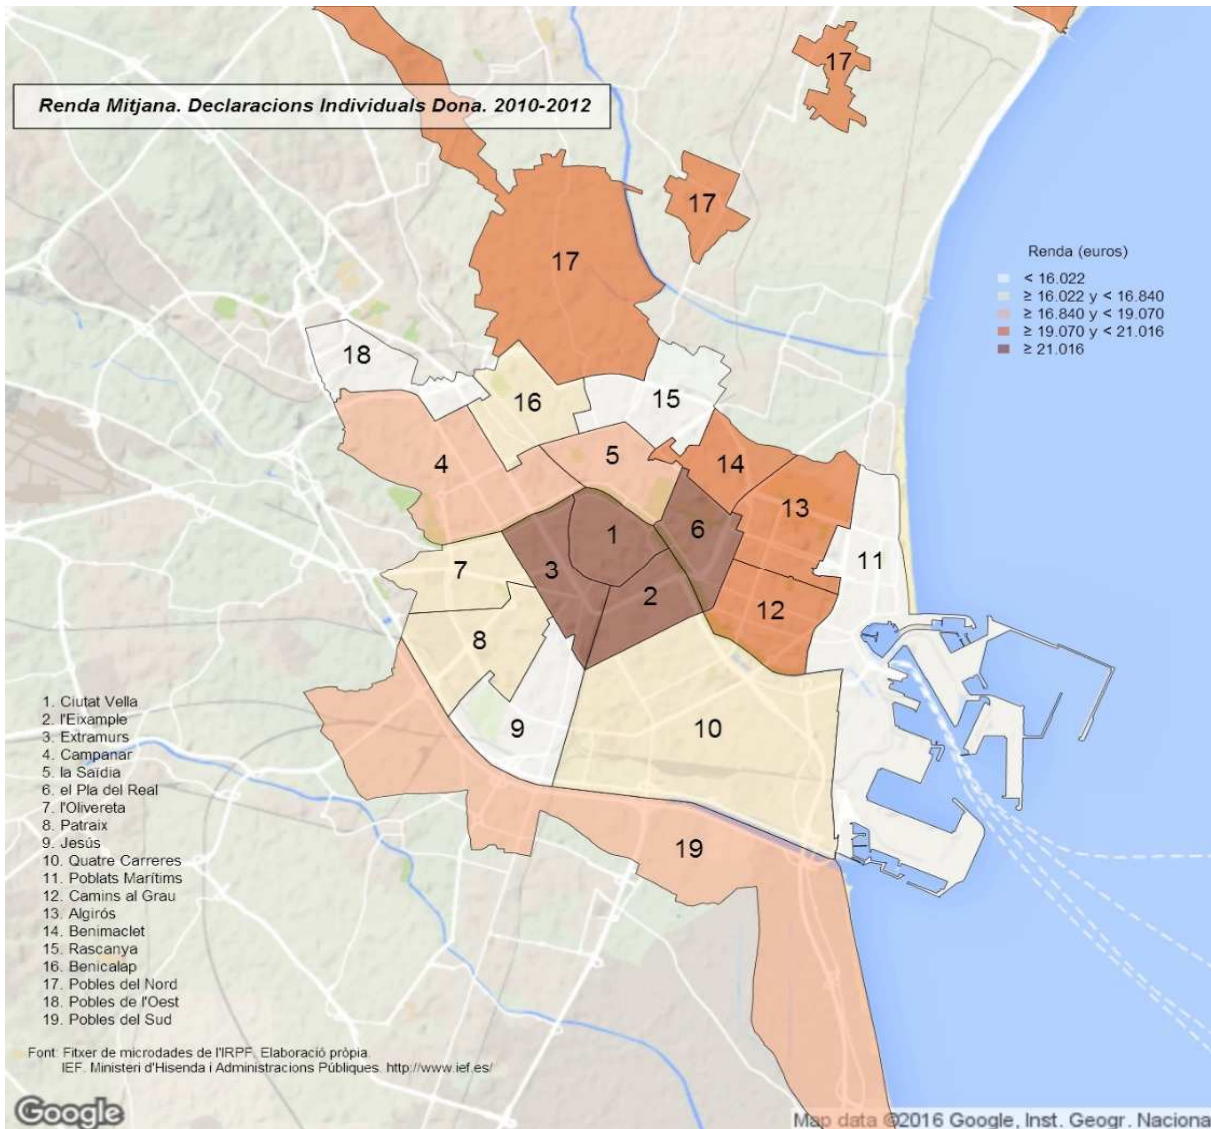 Renda Mitjana. Declaracions Individuals Dona. 2010-2012
17
17
17
Renda (euros)
< 16.022
≥ 16.022 y < 16.840
≥ 16.840 y < 19.070
≥ 19.070 y < 21.016
≥ 21.016
18
16
15
5
4
14
13
6
1
11
3
7
2
12
8
9
10
19
1. Ciutat Vella
2. l'Eixample
3. Extramurs
4. Campanar
5. la Saïdia
6. el Pla del Real
7. l'Olivereta
8. Patraix
9. Jesús
10. Quatre Carreres
11. Poblats Marítims
12. Camins al Grau
13. Algirós
14. Benimaclet
15. Rascanya
16. Benicalap
17. Pobles del Nord
18. Pobles de l'Oest
19. Pobles del Sud
Font: Fitxer de microdades de l'IRPF. Elaboració pròpia.
IEF. Ministeri d'Hisenda i Administracions Públiques. http://www.ief.es/
Google
Map data ©2016 Google, Inst. Geogr. Naciona